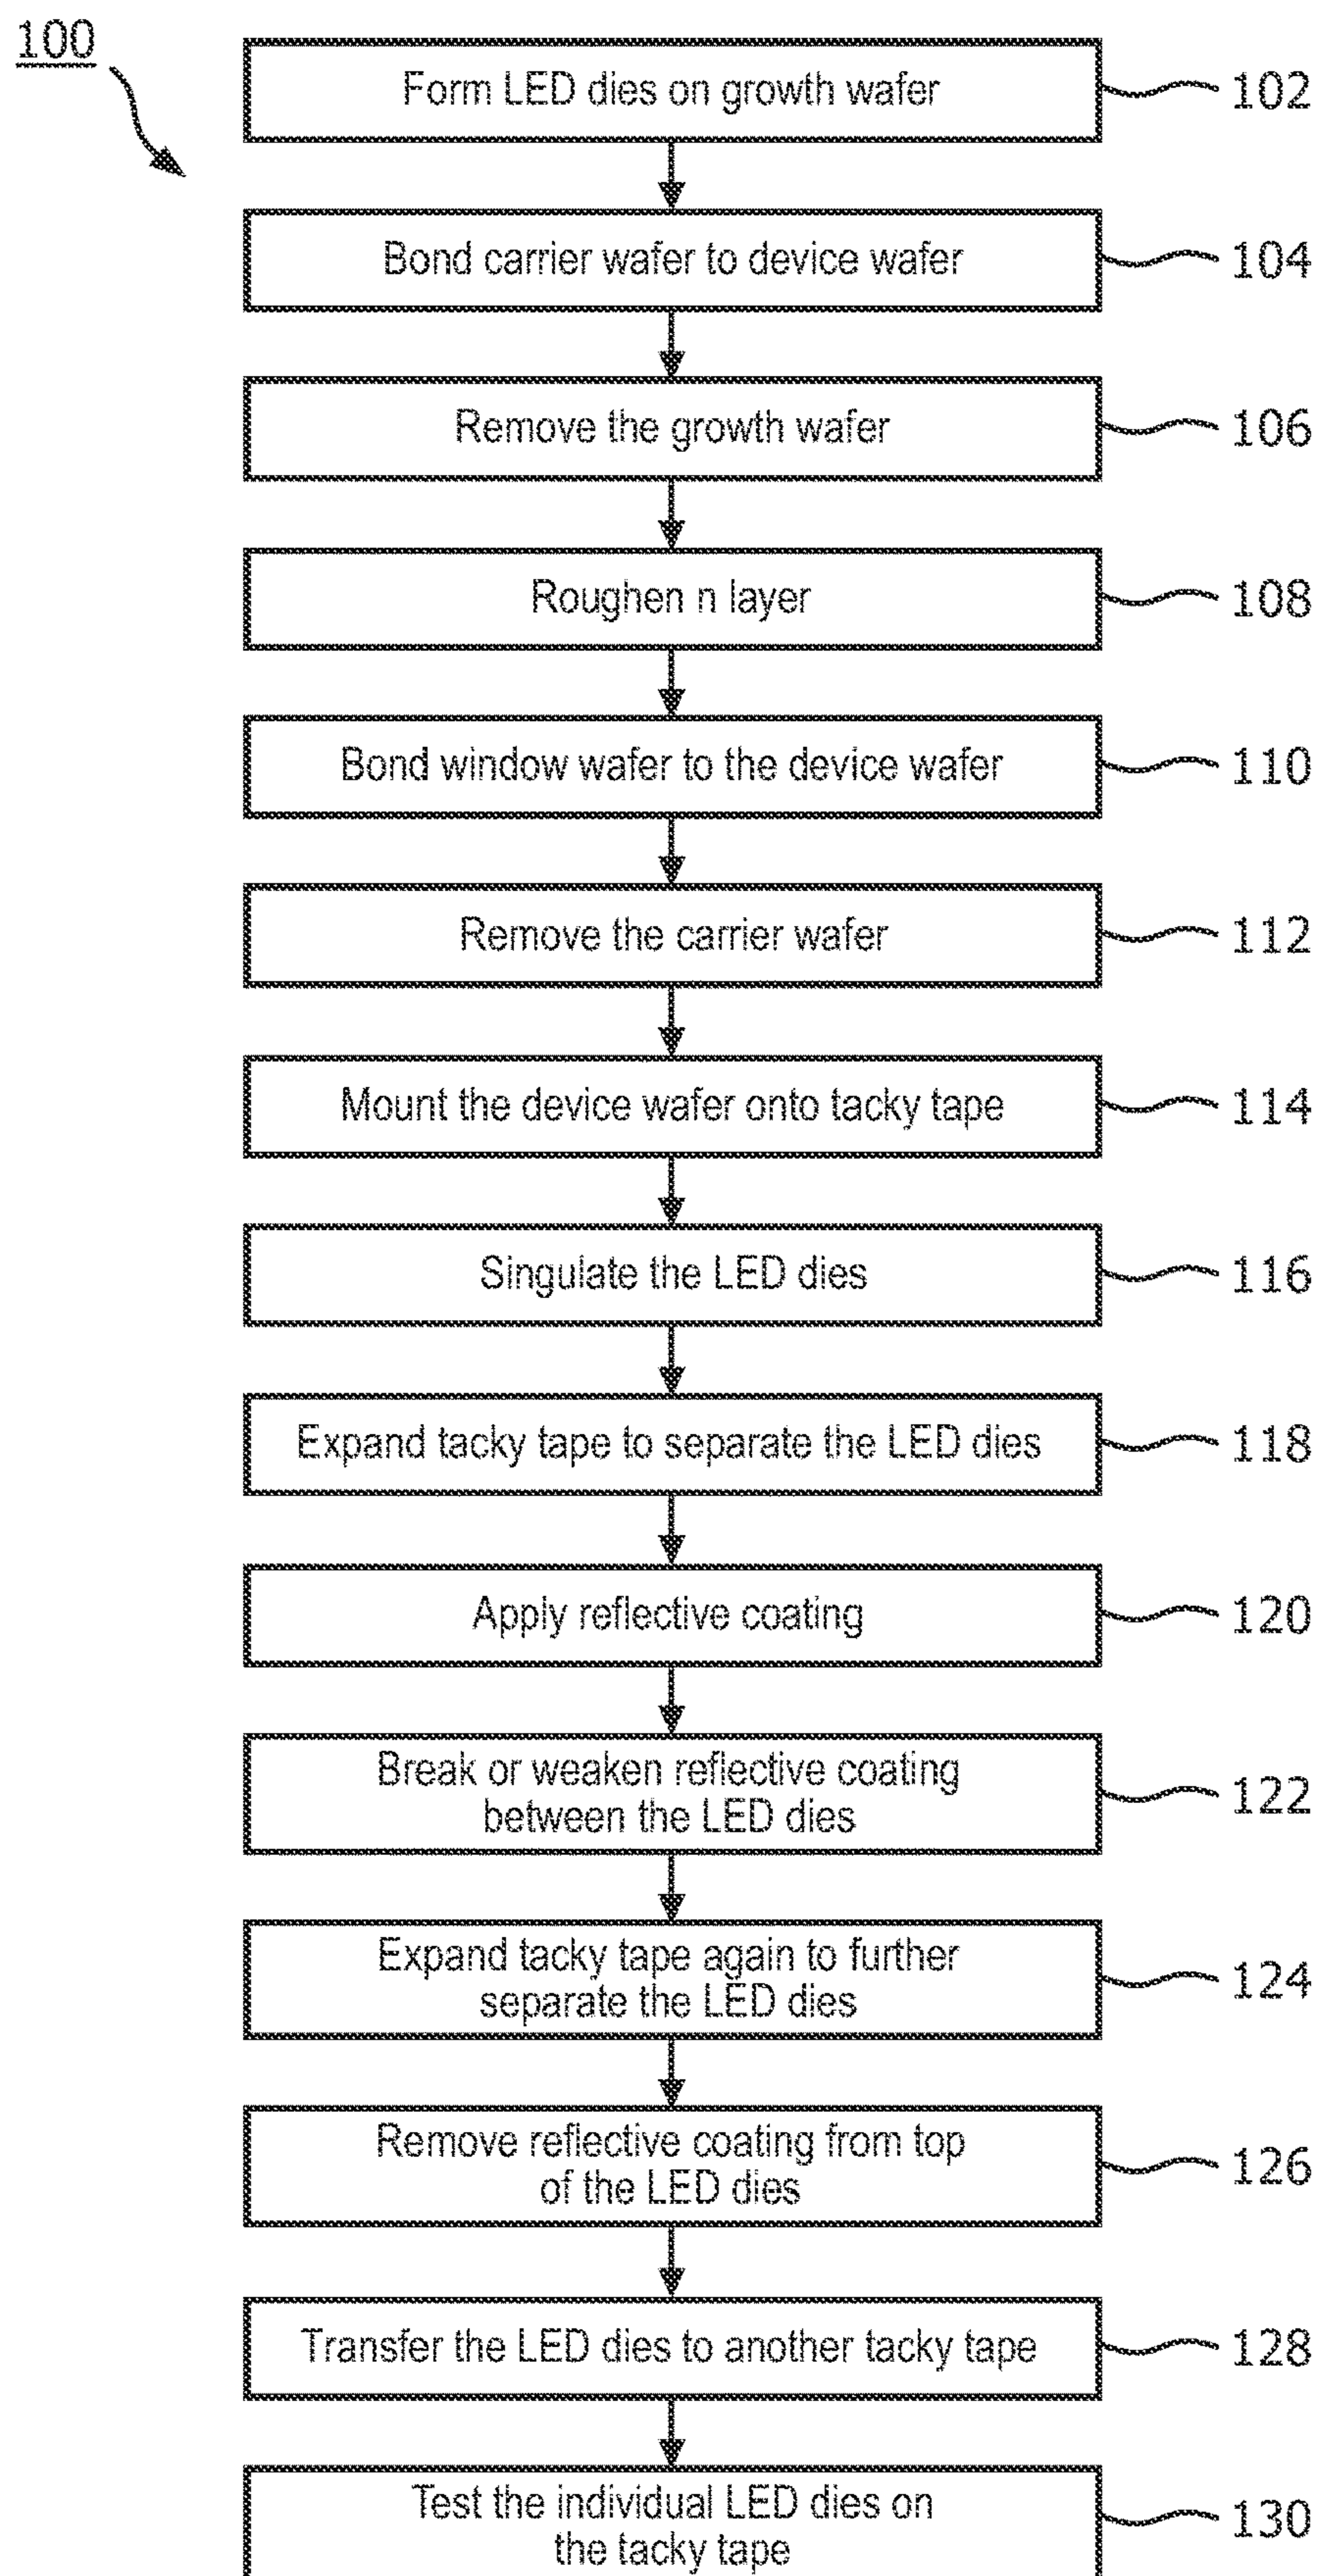 100
Form LED dies on growth wafer
102
Bond carrier wafer to device wafer
104
Remove the growth wafer
106
Roughen n layer
108
Bond window wafer to the device wafer
110
Remove the carrier wafer
112
Mount the device wafer onto tacky tape
114
Singulate the LED dies
116
Expand tacky tape to separate the LED dies
118
Apply reflective coating
120
Break or weaken reflective coating
between the LED dies
122
Expand tacky tape again to further
separate the LED dies
124
Remove reflective coating from top
of the LED dies
126
Transfer the LED dies to another tacky tape
128
Test the individual LED dies on
the tacky tape
130